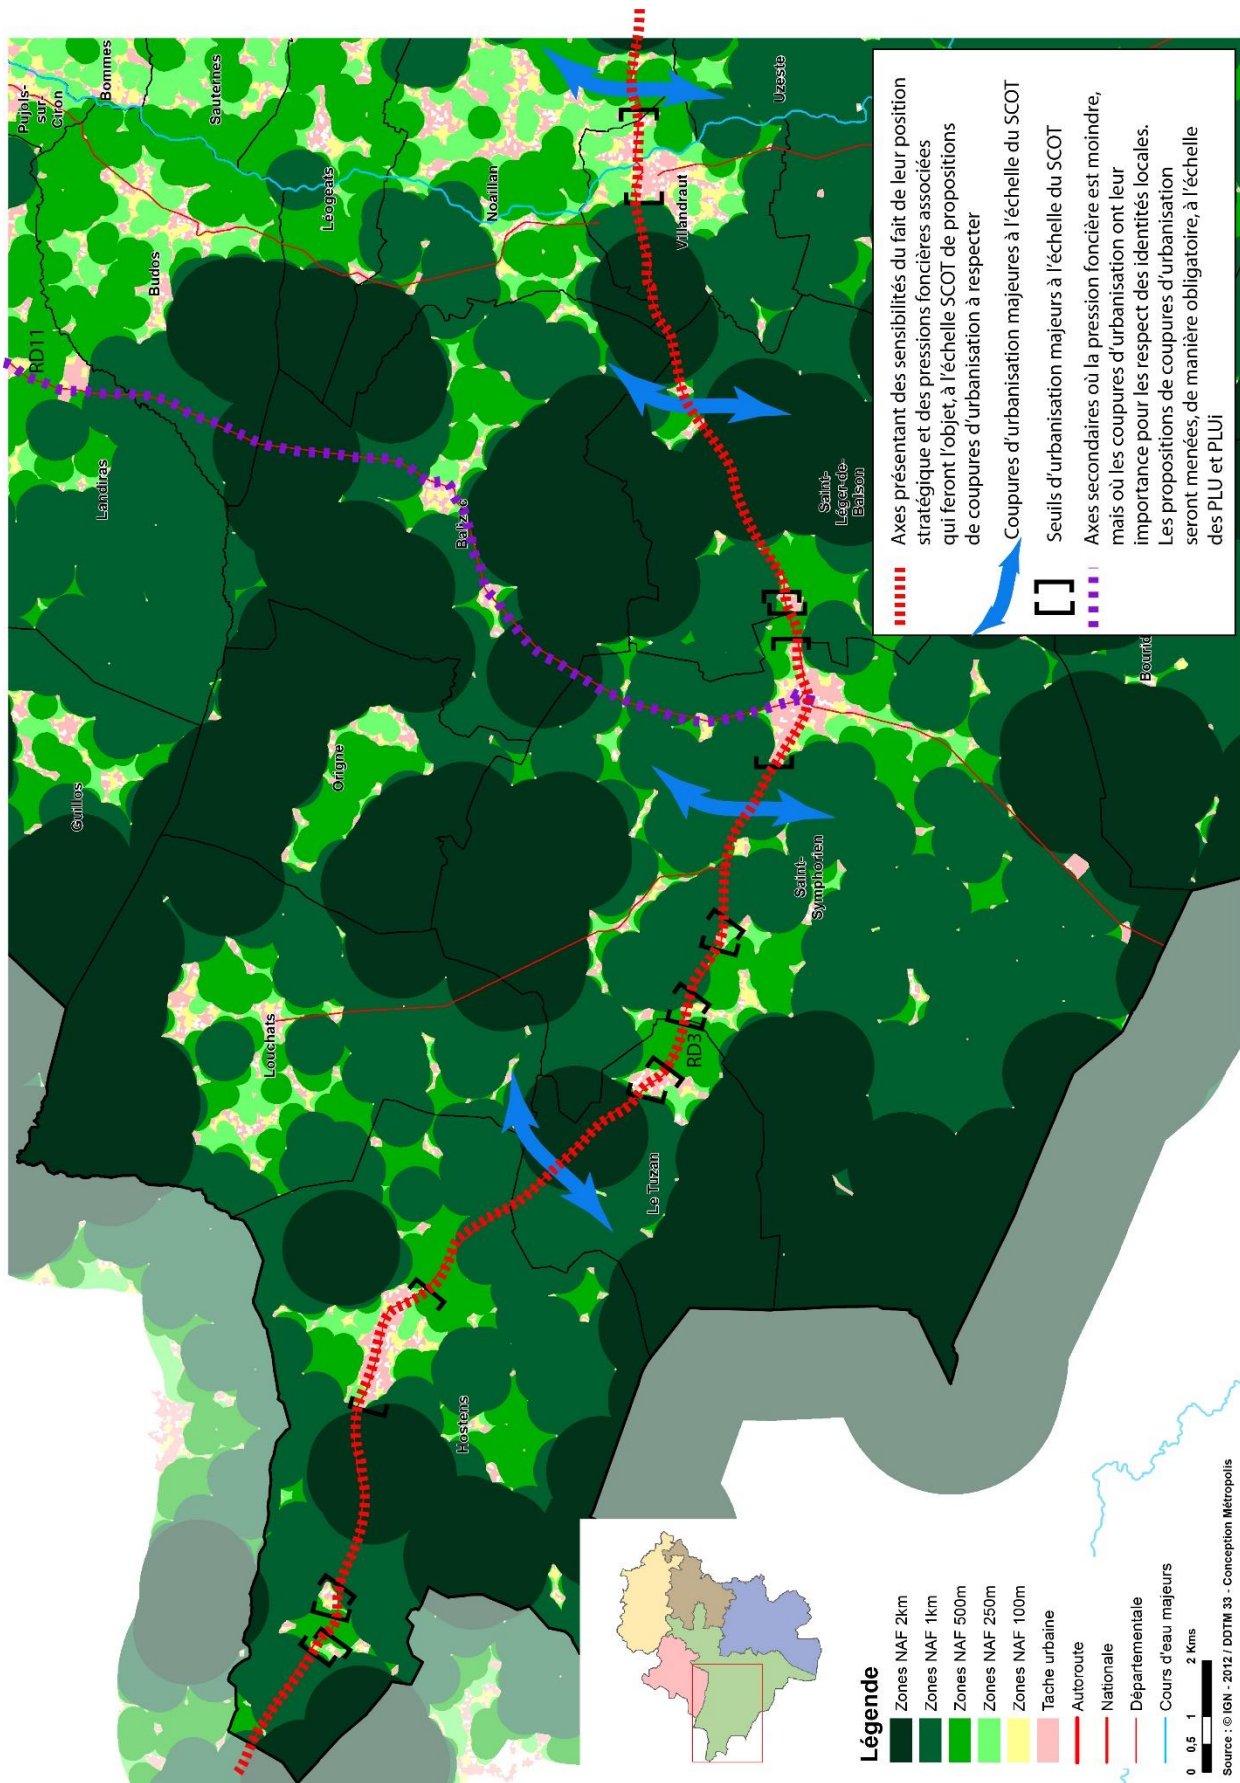 Pujols-
sur-
Ciron
Bommes
Sauternes
Budos
Léogeats
Noaillan
Villandraut
Uzeste
RD11
Landiras
Balizac
Saint-
Léger-de-
Balson
Guillos
Origne
Louchats
Saint-
Symphorien
RD3
Le Tuzan
Hostens
Bourid
Axes présentant des sensibilités du fait de leur position
stratégique et des pressions foncières associées
qui feront l'objet, à l'échelle SCOT de propositions
de coupures d'urbanisation à respecter
Coupures d'urbanisation majeures à l'échelle du SCOT
Seuils d'urbanisation majeurs à l'échelle du SCOT
Axes secondaires où la pression foncière est moindre,
mais où les coupures d'urbanisation ont leur
importance pour les respect des identités locales.
Les propositions de coupures d'urbanisation
seront menées, de manière obligatoire, à l'échelle
des PLU et PLUi
Légende
Zones NAF 2km
Zones NAF 1km
Zones NAF 500m
Zones NAF 250m
Zones NAF 100m
Tache urbaine
Autoroute
Nationale
Départementale
Cours d'eau majeurs
0 0,5 1 2 Kms
Source : © IGN - 2012 / DDTM 33 - Conception Métropolis